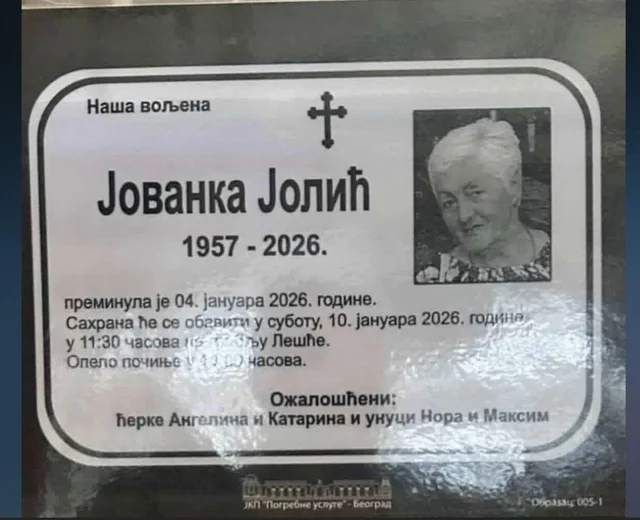 Наша вољена
Јованка Јолић
1957 - 2026.
преминула је 04. јануара 2026. године.
Сахрана ће се обавити у суботу, 10. јануара 2026. године
у 11:30 часова Лешће.
Опело почиње у часова.
Ожалошћени:
ћерке Ангелина и Катарина и унуци Нора и Максим
ЈКП "Погребне услуге" - Београд
Образац 005-1